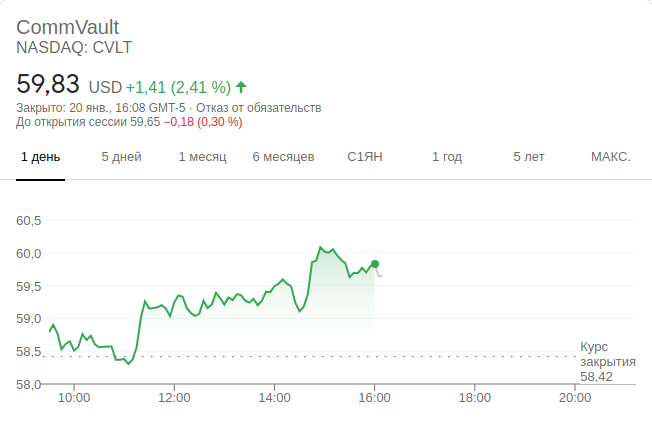 CommVault
NASDAQ: CVLT
59,83 USD +1,41 (2,41 %)
Закрыто: 20 янв., 16:08 GMT-5 · Отказ от обязательств
До открытия сессии 59,65 −0,18 (0,30 %)
1 день 5 дней 1 месяц 6 месяцев С1ЯН 1 год 5 лет МАКС.
60,5
60,0
59,5
59,0
58,5
58,0
Курс
закрытия
58,42
10:00 12:00 14:00 16:00 18:00 20:00